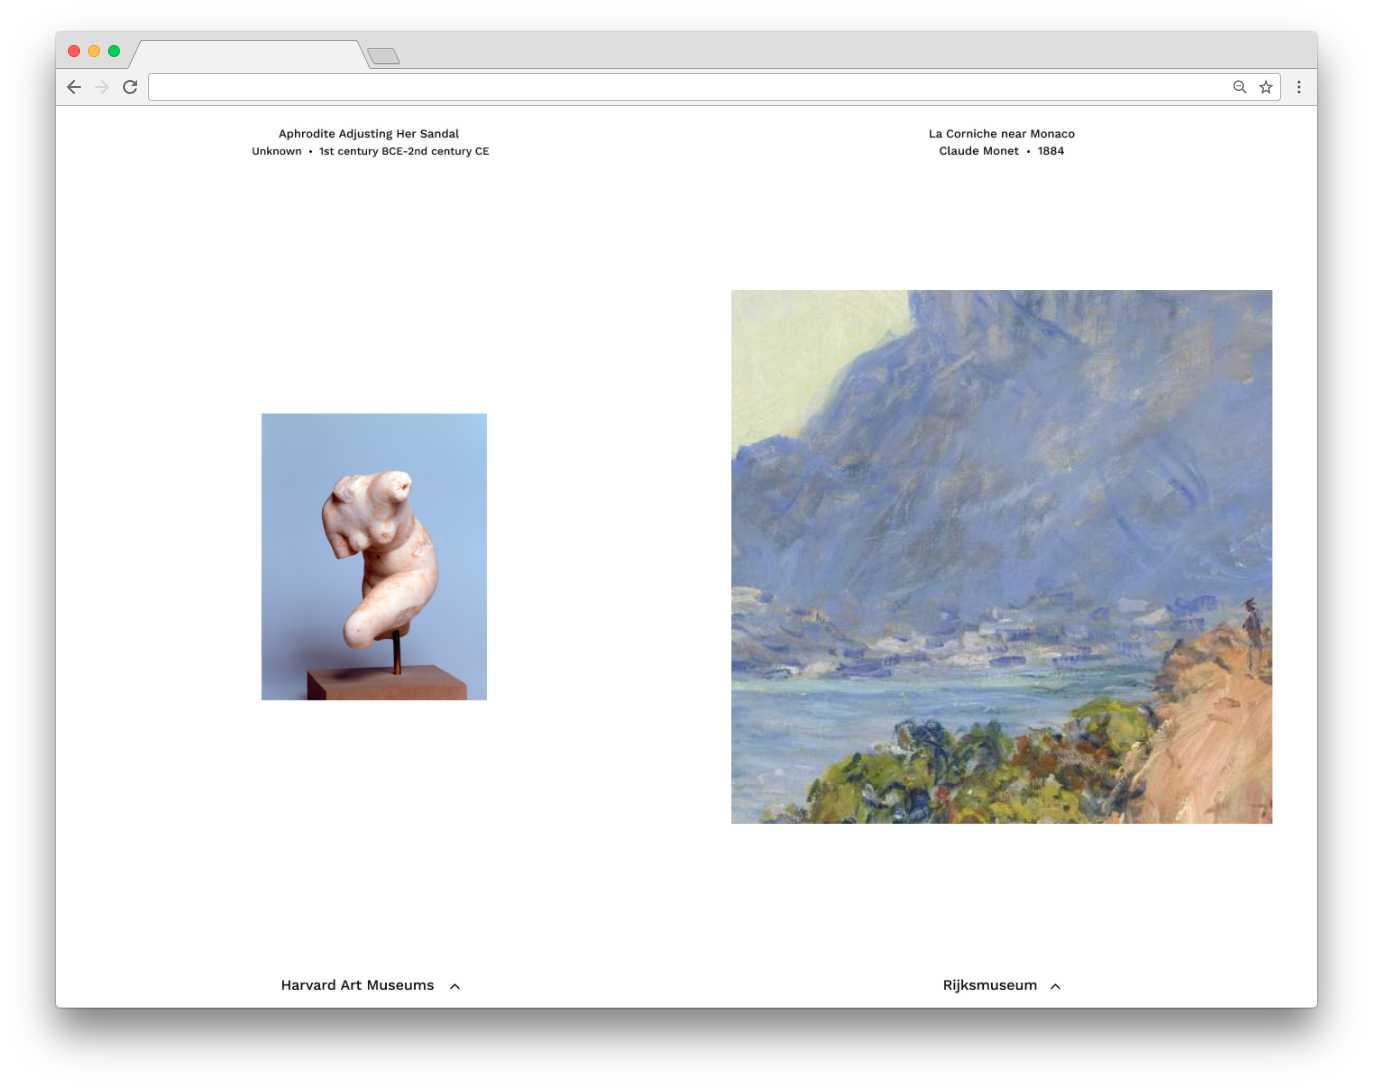 Aphrodite Adjusting Her Sandal
Unknown • 1st century BCE-2nd century CE
La Corniche near Monaco
Claude Monet • 1884
Harvard Art Museums
Rijksmuseum